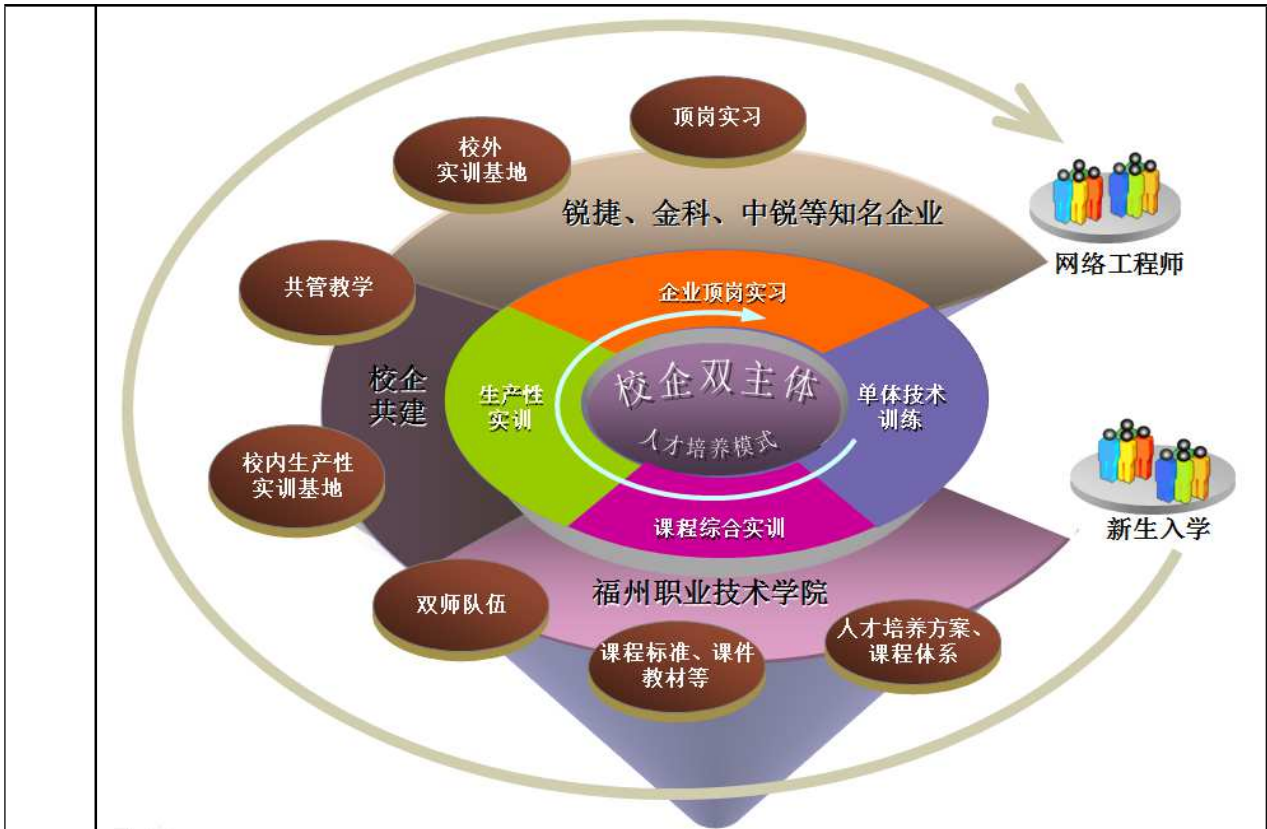 顶岗实习
校外
实训基地
锐捷、金科、中锐等知名企业
网络工程师
共管教学
企业顶岗实习
校企
共建
生产性
实训
校企双主体
人才培养模式
单体技术
训练
校内生产性
实训基地
课程综合实训
新生入学
福州职业技术学院
双师队伍
课程标准、课件
教材等
人才培养方案、
课程体系